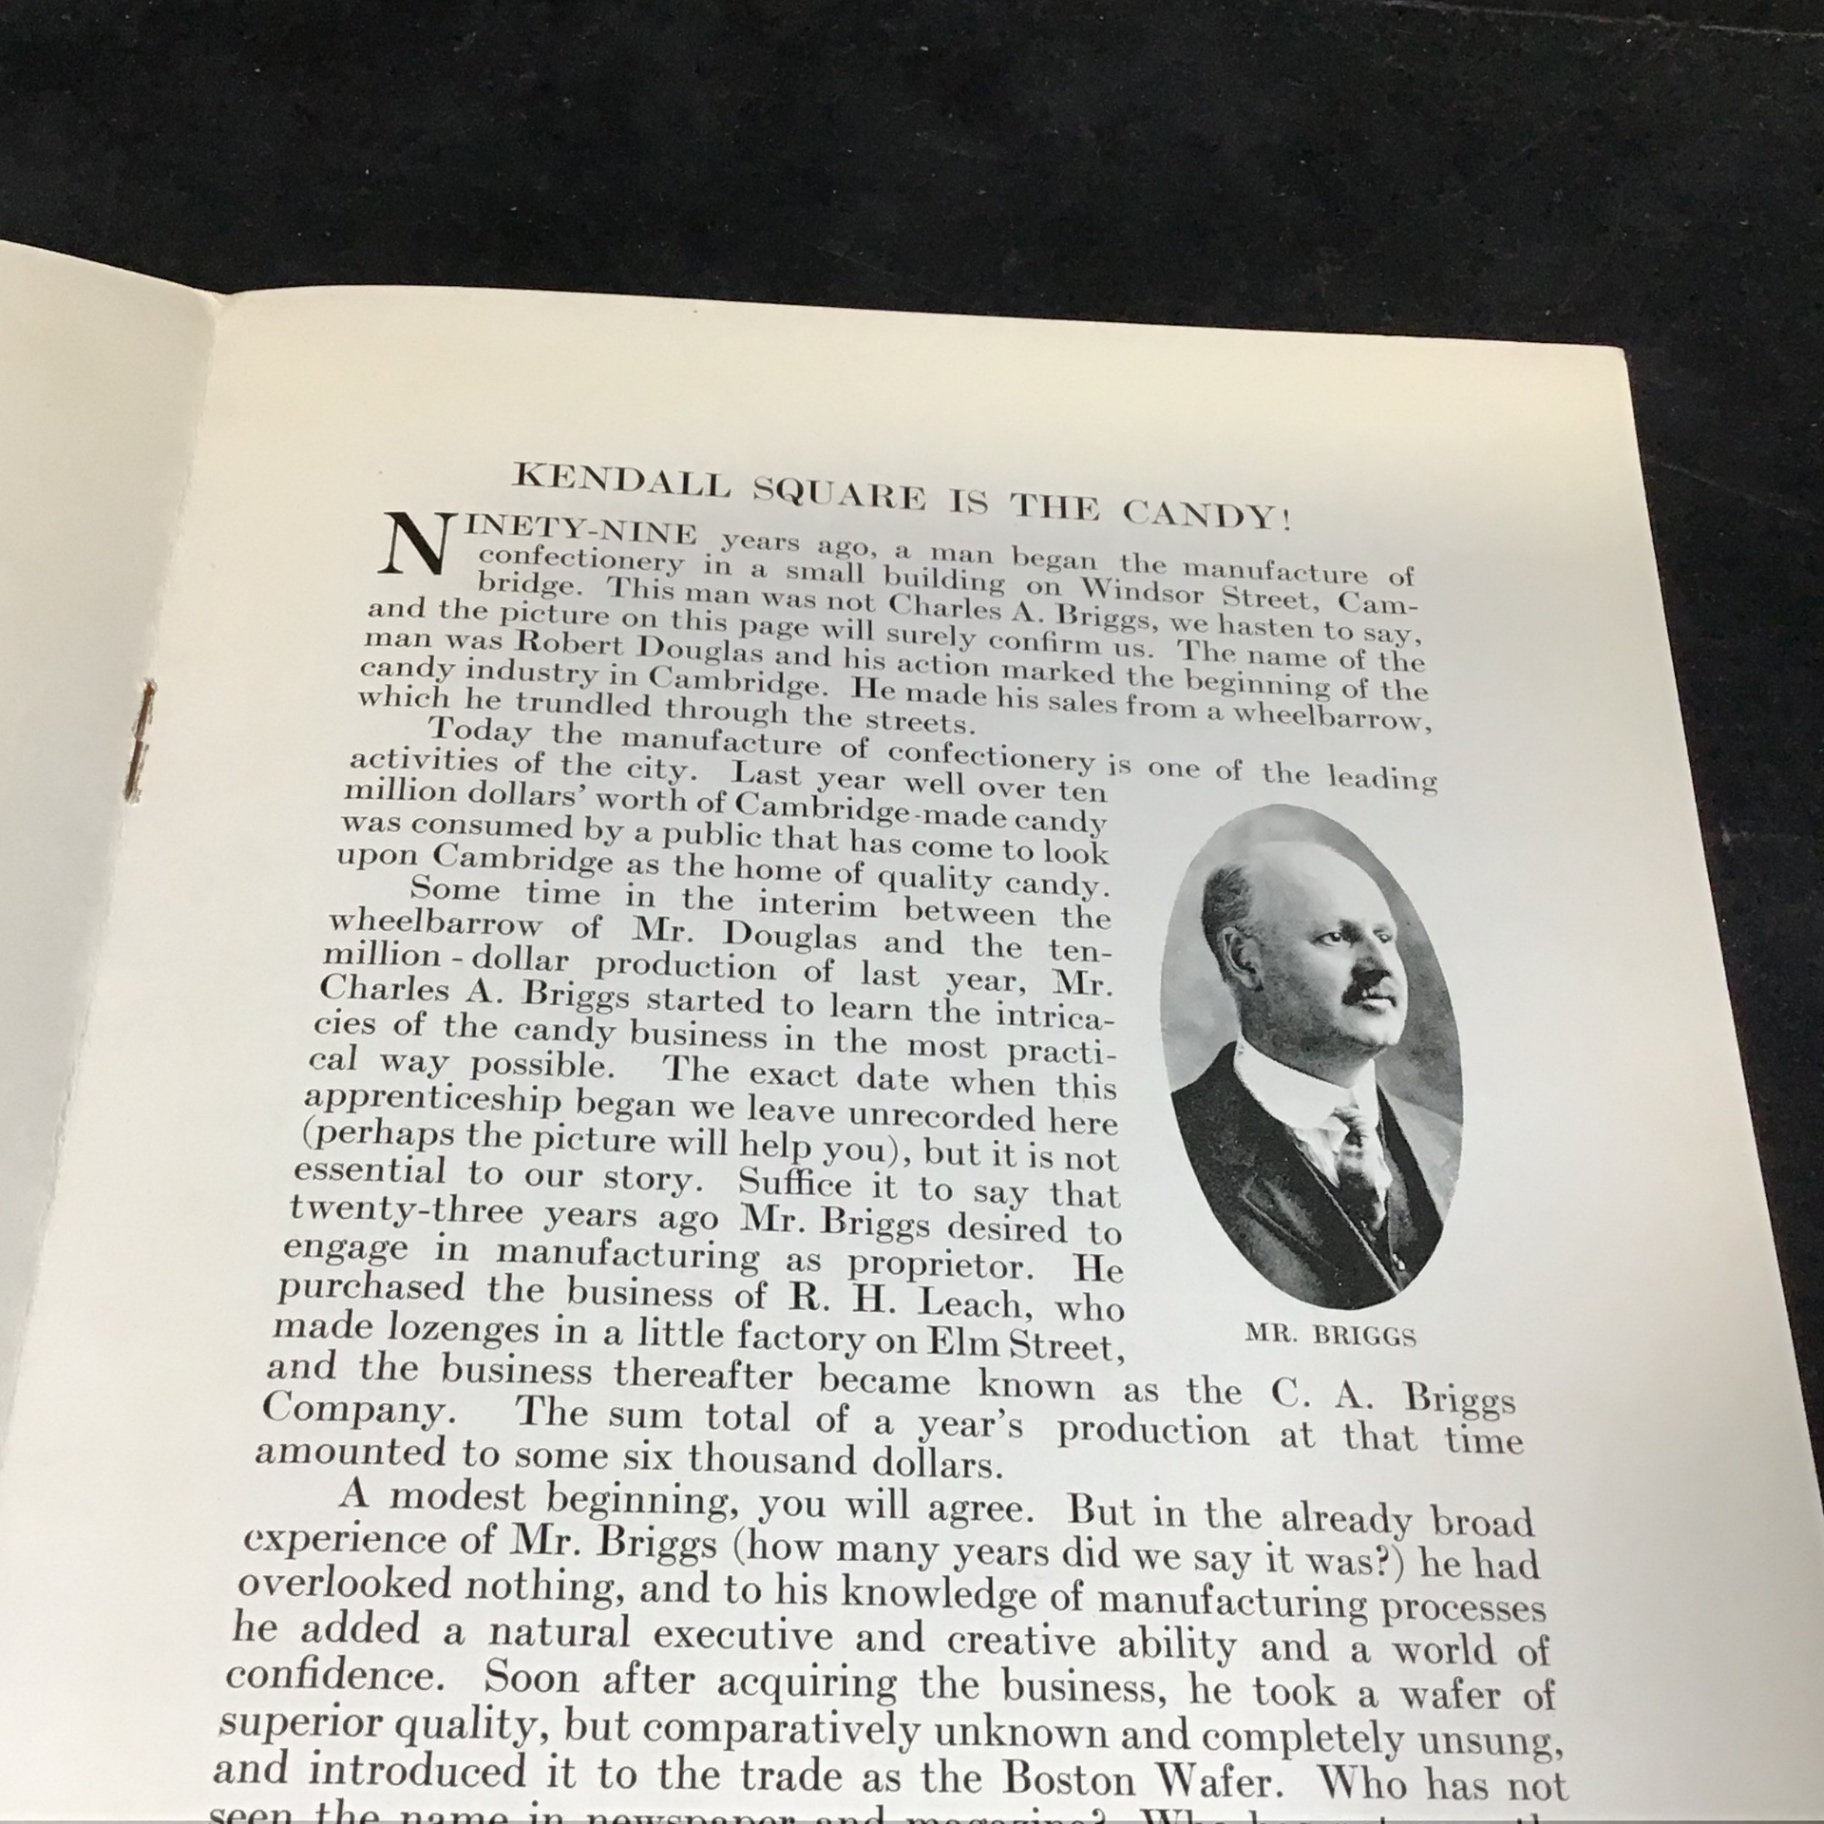 KENDALL SQUARE IS THE CANDY!
NINETY-NINE years ago, a man began the manufacture of
confectionery in a small building on Windsor Street, Cam-
bridge. This man was not Charles A. Briggs, we hasten to say,
and the picture on this page will surely confirm us. The name of the
man was Robert Douglas and his action marked the beginning of the
candy industry in Cambridge. He made his sales from a wheelbarrow,
which he trundled through the streets.
Today the manufacture of confectionery is one of the leading
activities of the city. Last year well over ten
million dollars' worth of Cambridge-made candy
was consumed by a public that has come to look
upon Cambridge as the home of quality candy.
Some time in the interim between the
wheelbarrow of Mr. Douglas and the ten-
million-dollar production of last year, Mr.
Charles A. Briggs started to learn the intrica-
cies of the candy business in the most practi-
cal way possible. The exact date when this
apprenticeship began we leave unrecorded here
(perhaps the picture will help you), but it is not
essential to our story. Suffice it to say that
twenty-three years ago Mr. Briggs desired to
engage in manufacturing as proprietor. He
purchased the business of R. H. Leach, who
made lozenges in a little factory on Elm Street,
MR. BRIGGS
and the business thereafter became known as the C. A. Briggs
Company. The sum total of a year's production at that time
amounted to some six thousand dollars.
A modest beginning, you will agree. But in the already broad
experience of Mr. Briggs (how many years did we say it was?) he had
overlooked nothing, and to his knowledge of manufacturing processes
he added a natural executive and creative ability and a world of
confidence. Soon after acquiring the business, he took a wafer of
superior quality, but comparatively unknown and completely unsung,
and introduced it to the trade as the Boston Wafer. Who has not
seen the name in newspaper and magazine?